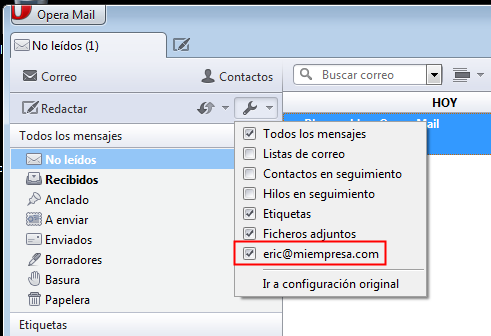 Opera Mail
No leídos (1)
Correo
Contactos
Buscar correo
Redactar
HOY
Todos los mensajes
Mail
No leídos
Recibidos
Anclado
A enviar
Enviados
Borradores
Basura
Papelera
Etiquetas
Todos los mensajes
Listas de correo
Contactos en seguimiento
Hilos en seguimiento
Etiquetas
Ficheros adjuntos
eric@miempresa.com
Ir a configuración original